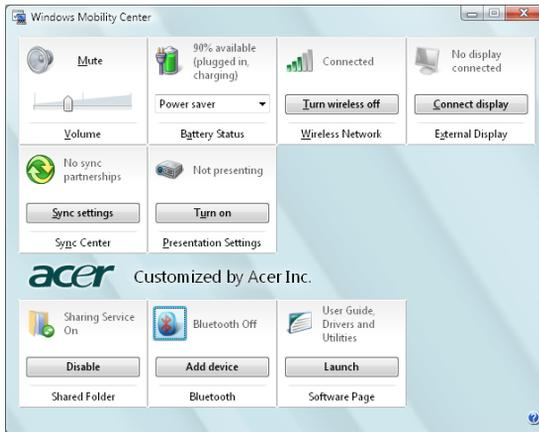 Windows Mobility Center
Mute
Volume
90% available
(plugged in,
charging)
Power saver
Battery Status
Connected
Turn wireless off
Wireless Network
No display
connected
Connect display
External Display
No sync
partnerships
Sync settings
Sync Center
Not presenting
Turn on
Presentation Settings
acer Customized by Acer Inc.
Sharing Service
On
Disable
Shared Folder
Bluetooth Off
Add device
Bluetooth
User Guide,
Drivers and
Utilities
Launch
Software Page